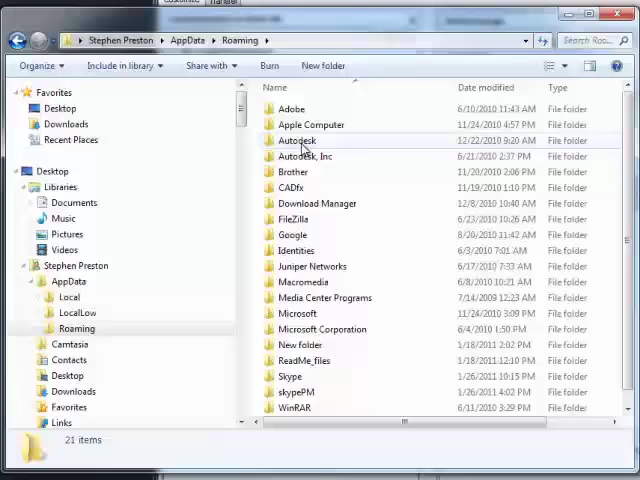 Customize Transfer
Stephen Preston AppData Roaming
Search Roa...
Organize Include in library Share with Burn New folder
Favorites
Desktop
Downloads
Recent Places
Desktop
Libraries
Documents
Music
Pictures
Videos
Stephen Preston
AppData
Local
LocalLow
Roaming
Camtasia
Contacts
Desktop
Downloads
Favorites
Links
Name Date modified Type
Adobe 6/10/2010 11:43 AM File folder
Apple Computer 11/24/2010 4:57 PM File folder
Autodesk 12/22/2010 9:20 AM File folder
Autodesk, Inc 6/21/2010 2:37 PM File folder
Brother 11/20/2010 2:06 PM File folder
CADfx 11/19/2010 1:10 PM File folder
Download Manager 12/8/2010 10:40 AM File folder
FileZilla 6/23/2010 10:26 AM File folder
Google 8/20/2010 11:42 AM File folder
Identities 6/3/2010 7:01 AM File folder
Juniper Networks 6/17/2010 7:33 AM File folder
Macromedia 6/8/2010 10:21 AM File folder
Media Center Programs 7/14/2009 12:23 AM File folder
Microsoft 11/24/2010 3:09 PM File folder
Microsoft Corporation 6/4/2010 1:50 PM File folder
New folder 1/18/2011 2:02 PM File folder
ReadMe_files 1/18/2011 12:10 PM File folder
Skype 1/26/2011 10:15 PM File folder
skypePM 1/26/2011 4:02 PM File folder
WinRAR 6/11/2010 3:29 PM File folder
21 items